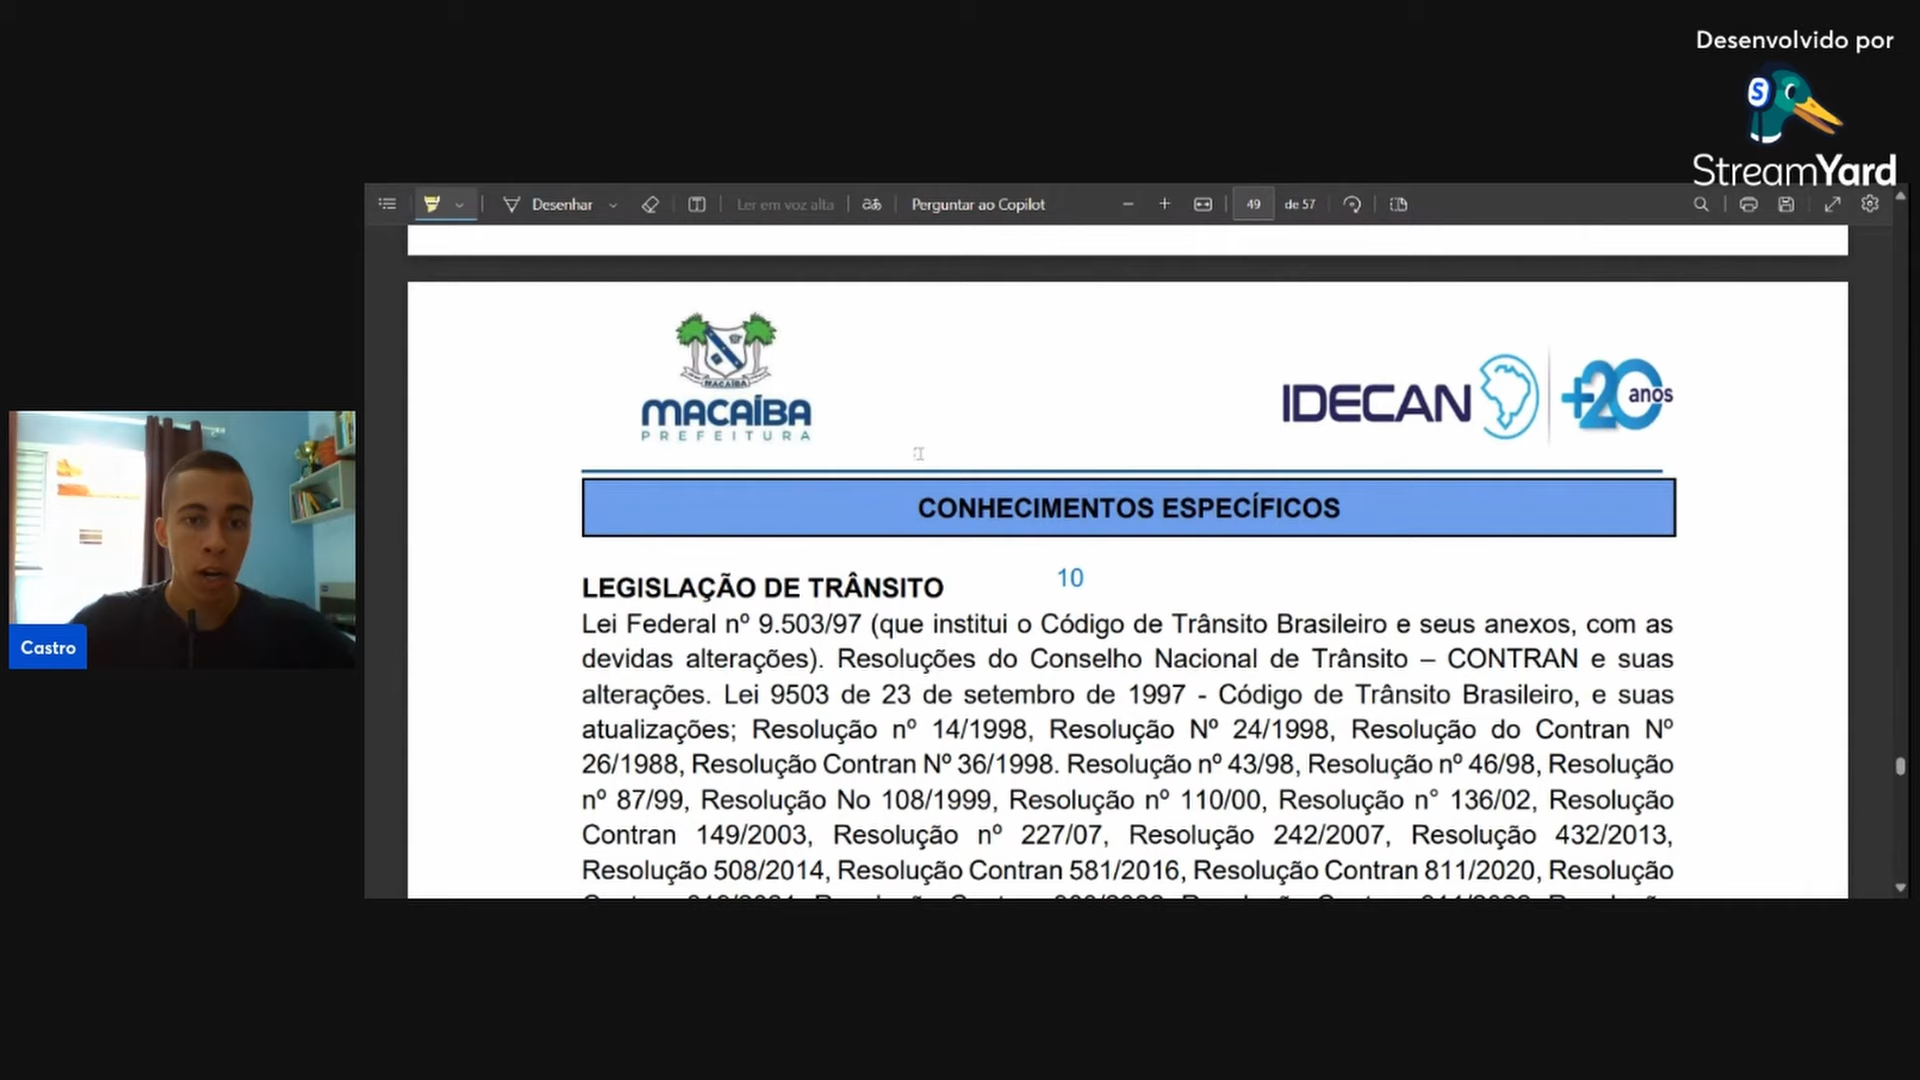 Desenvolvido por
StreamYard
Desenhar
Ler em voz alta
aあ
Perguntar ao Copilot
49
de 57
MACAÍBA
MACAÍBA
PREFEITURA
IDECAN
+20 anos
CONHECIMENTOS ESPECÍFICOS
LEGISLAÇÃO DE TRÂNSITO
10
Lei Federal nº 9.503/97 (que institui o Código de Trânsito Brasileiro e seus anexos, com as
devidas alterações). Resoluções do Conselho Nacional de Trânsito – CONTRAN e suas
alterações. Lei 9503 de 23 de setembro de 1997 - Código de Trânsito Brasileiro, e suas
atualizações; Resolução nº 14/1998, Resolução Nº 24/1998, Resolução do Contran Nº
26/1988, Resolução Contran Nº 36/1998. Resolução nº 43/98, Resolução nº 46/98, Resolução
nº 87/99, Resolução No 108/1999, Resolução nº 110/00, Resolução n° 136/02, Resolução
Contran 149/2003, Resolução nº 227/07, Resolução 242/2007, Resolução 432/2013,
Resolução 508/2014, Resolução Contran 581/2016, Resolução Contran 811/2020, Resolução
Castro